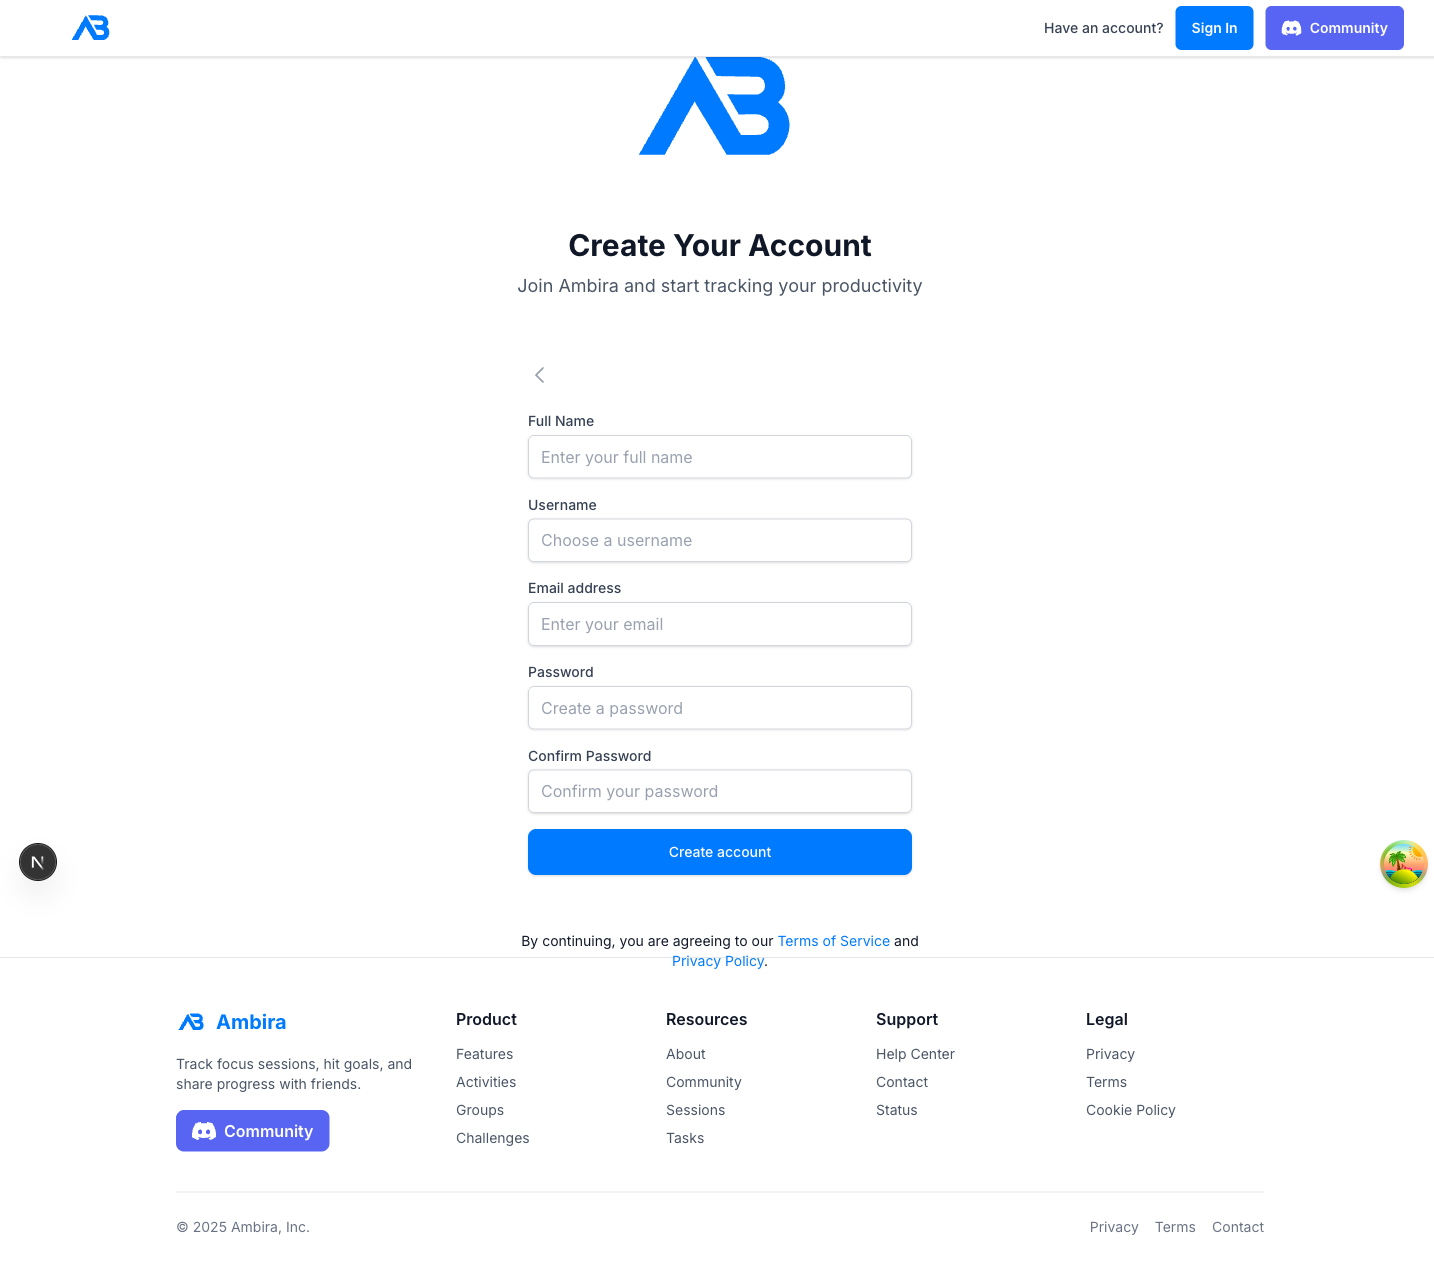 AB
Have an account?
Sign In
Community
AB
Create Your Account
Join Ambira and start tracking your productivity
Full Name
Enter your full name
Username
Choose a username
Email address
Enter your email
Password
Create a password
Confirm Password
Confirm your password
Create account
N
By continuing, you are agreeing to our Terms of Service and
Privacy Policy.
AB Ambira
Track focus sessions, hit goals, and
share progress with friends.
Community
Product
Features
Activities
Groups
Challenges
Resources
About
Community
Sessions
Tasks
Support
Help Center
Contact
Status
Legal
Privacy
Terms
Cookie Policy
© 2025 Ambira, Inc.
Privacy
Terms
Contact